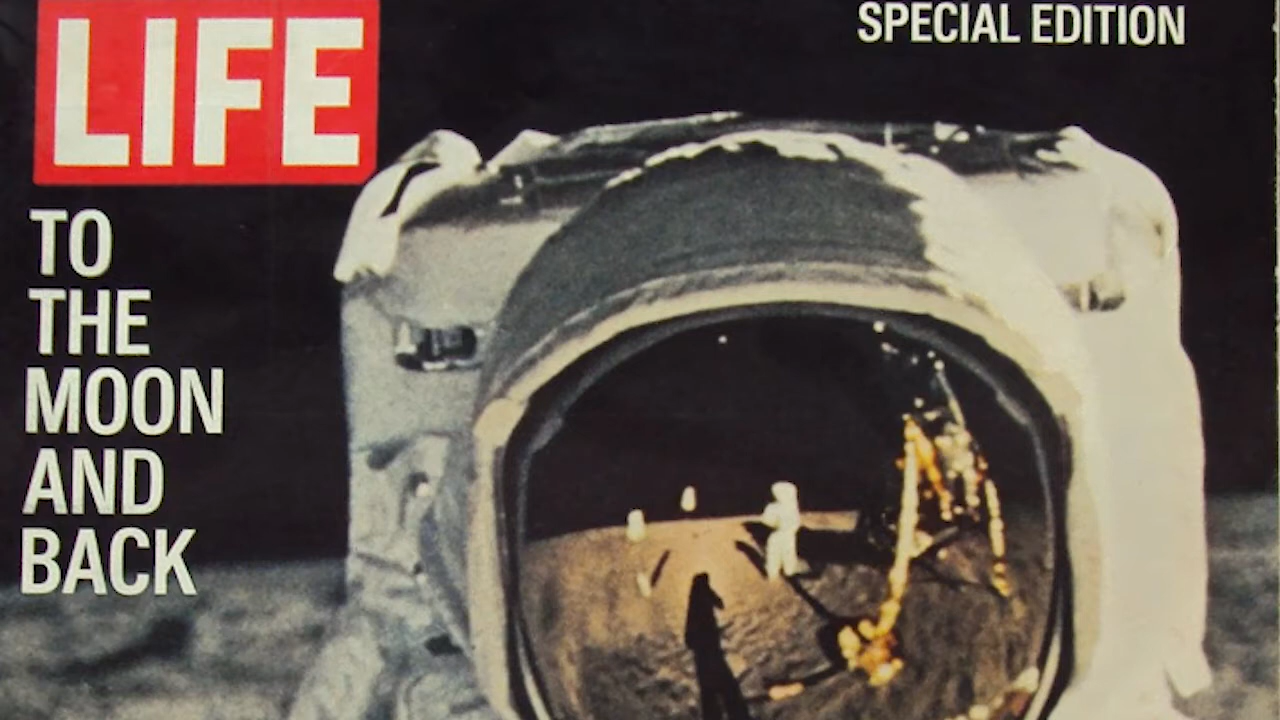 LIFE
SPECIAL EDITION
TO
THE
MOON
AND
BACK